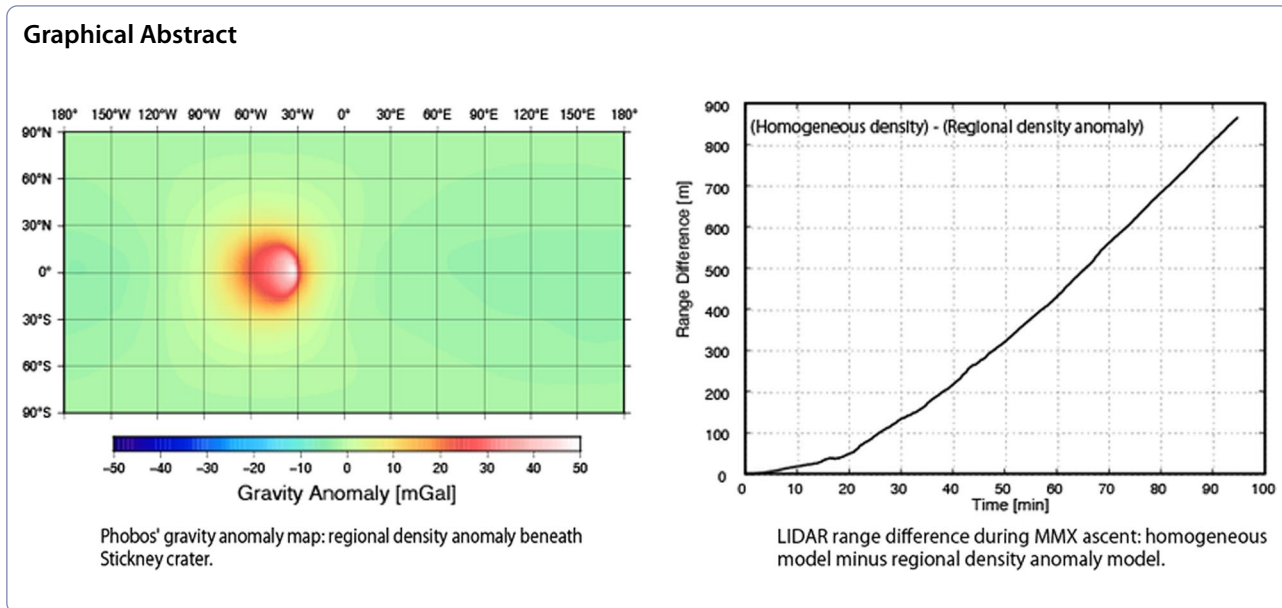 Graphical Abstract
180° 150°W 120°W 90°W 60°W 30°W 0° 30°E 60°E 90°E 120°E 150°E 180°
90°N
60°N
30°N
0°
30°S
60°S
90°S
-50 -40 -30 -20 -10 0 10 20 30 40 50
Gravity Anomaly [mGal]
Phobos' gravity anomaly map: regional density anomaly beneath
Stickney crater.
(Homogeneous density) - (Regional density anomaly)
900
800
700
600
500
400
300
200
100
0
Range Difference [m]
0 10 20 30 40 50 60 70 80 90 100
Time [min]
LIDAR range difference during MMX ascent: homogeneous
model minus regional density anomaly model.